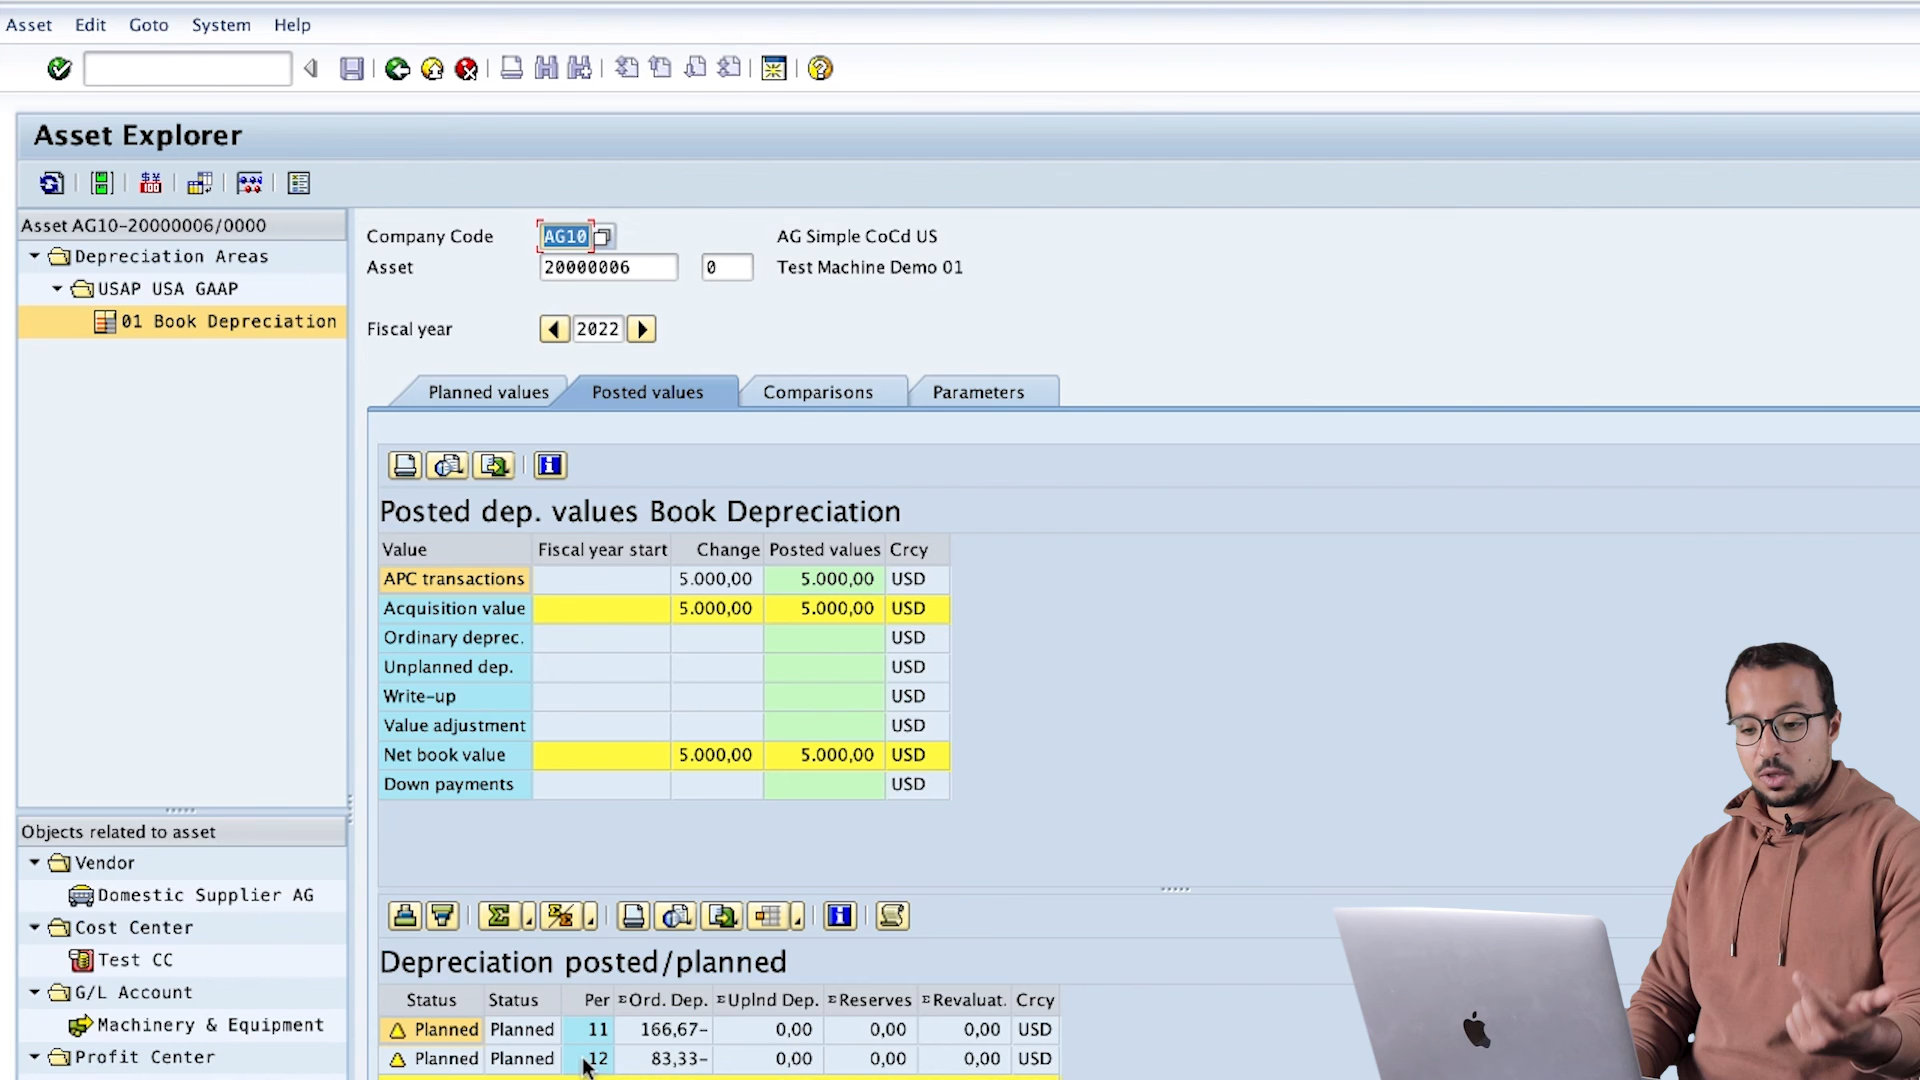 Asset Edit Goto System Help
Asset Explorer
Asset AG10-20000006/0000
Depreciation Areas
USAP USA GAAP
01 Book Depreciation
Company Code AG10 AG Simple CoCd US
Asset 20000006 0 Test Machine Demo 01
Fiscal year 2022
Planned values Posted values Comparisons Parameters
Posted dep. values Book Depreciation
Value Fiscal year start Change Posted values Crcy
APC transactions 5.000,00 5.000,00 USD
Acquisition value 5.000,00 5.000,00 USD
Ordinary deprec. USD
Unplanned dep. USD
Write-up USD
Value adjustment USD
Net book value 5.000,00 5.000,00 USD
Down payments USD
Objects related to asset
Vendor
Domestic Supplier AG
Cost Center
Test CC
G/L Account
Machinery & Equipment
Profit Center
Depreciation posted/planned
Status Status Per ΣOrd. Dep. ΣUplnd Dep. ΣReserves ΣRevaluat. Crcy
Planned Planned 11 166,67- 0,00 0,00 0,00 USD
Planned Planned 12 83,33- 0,00 0,00 0,00 USD